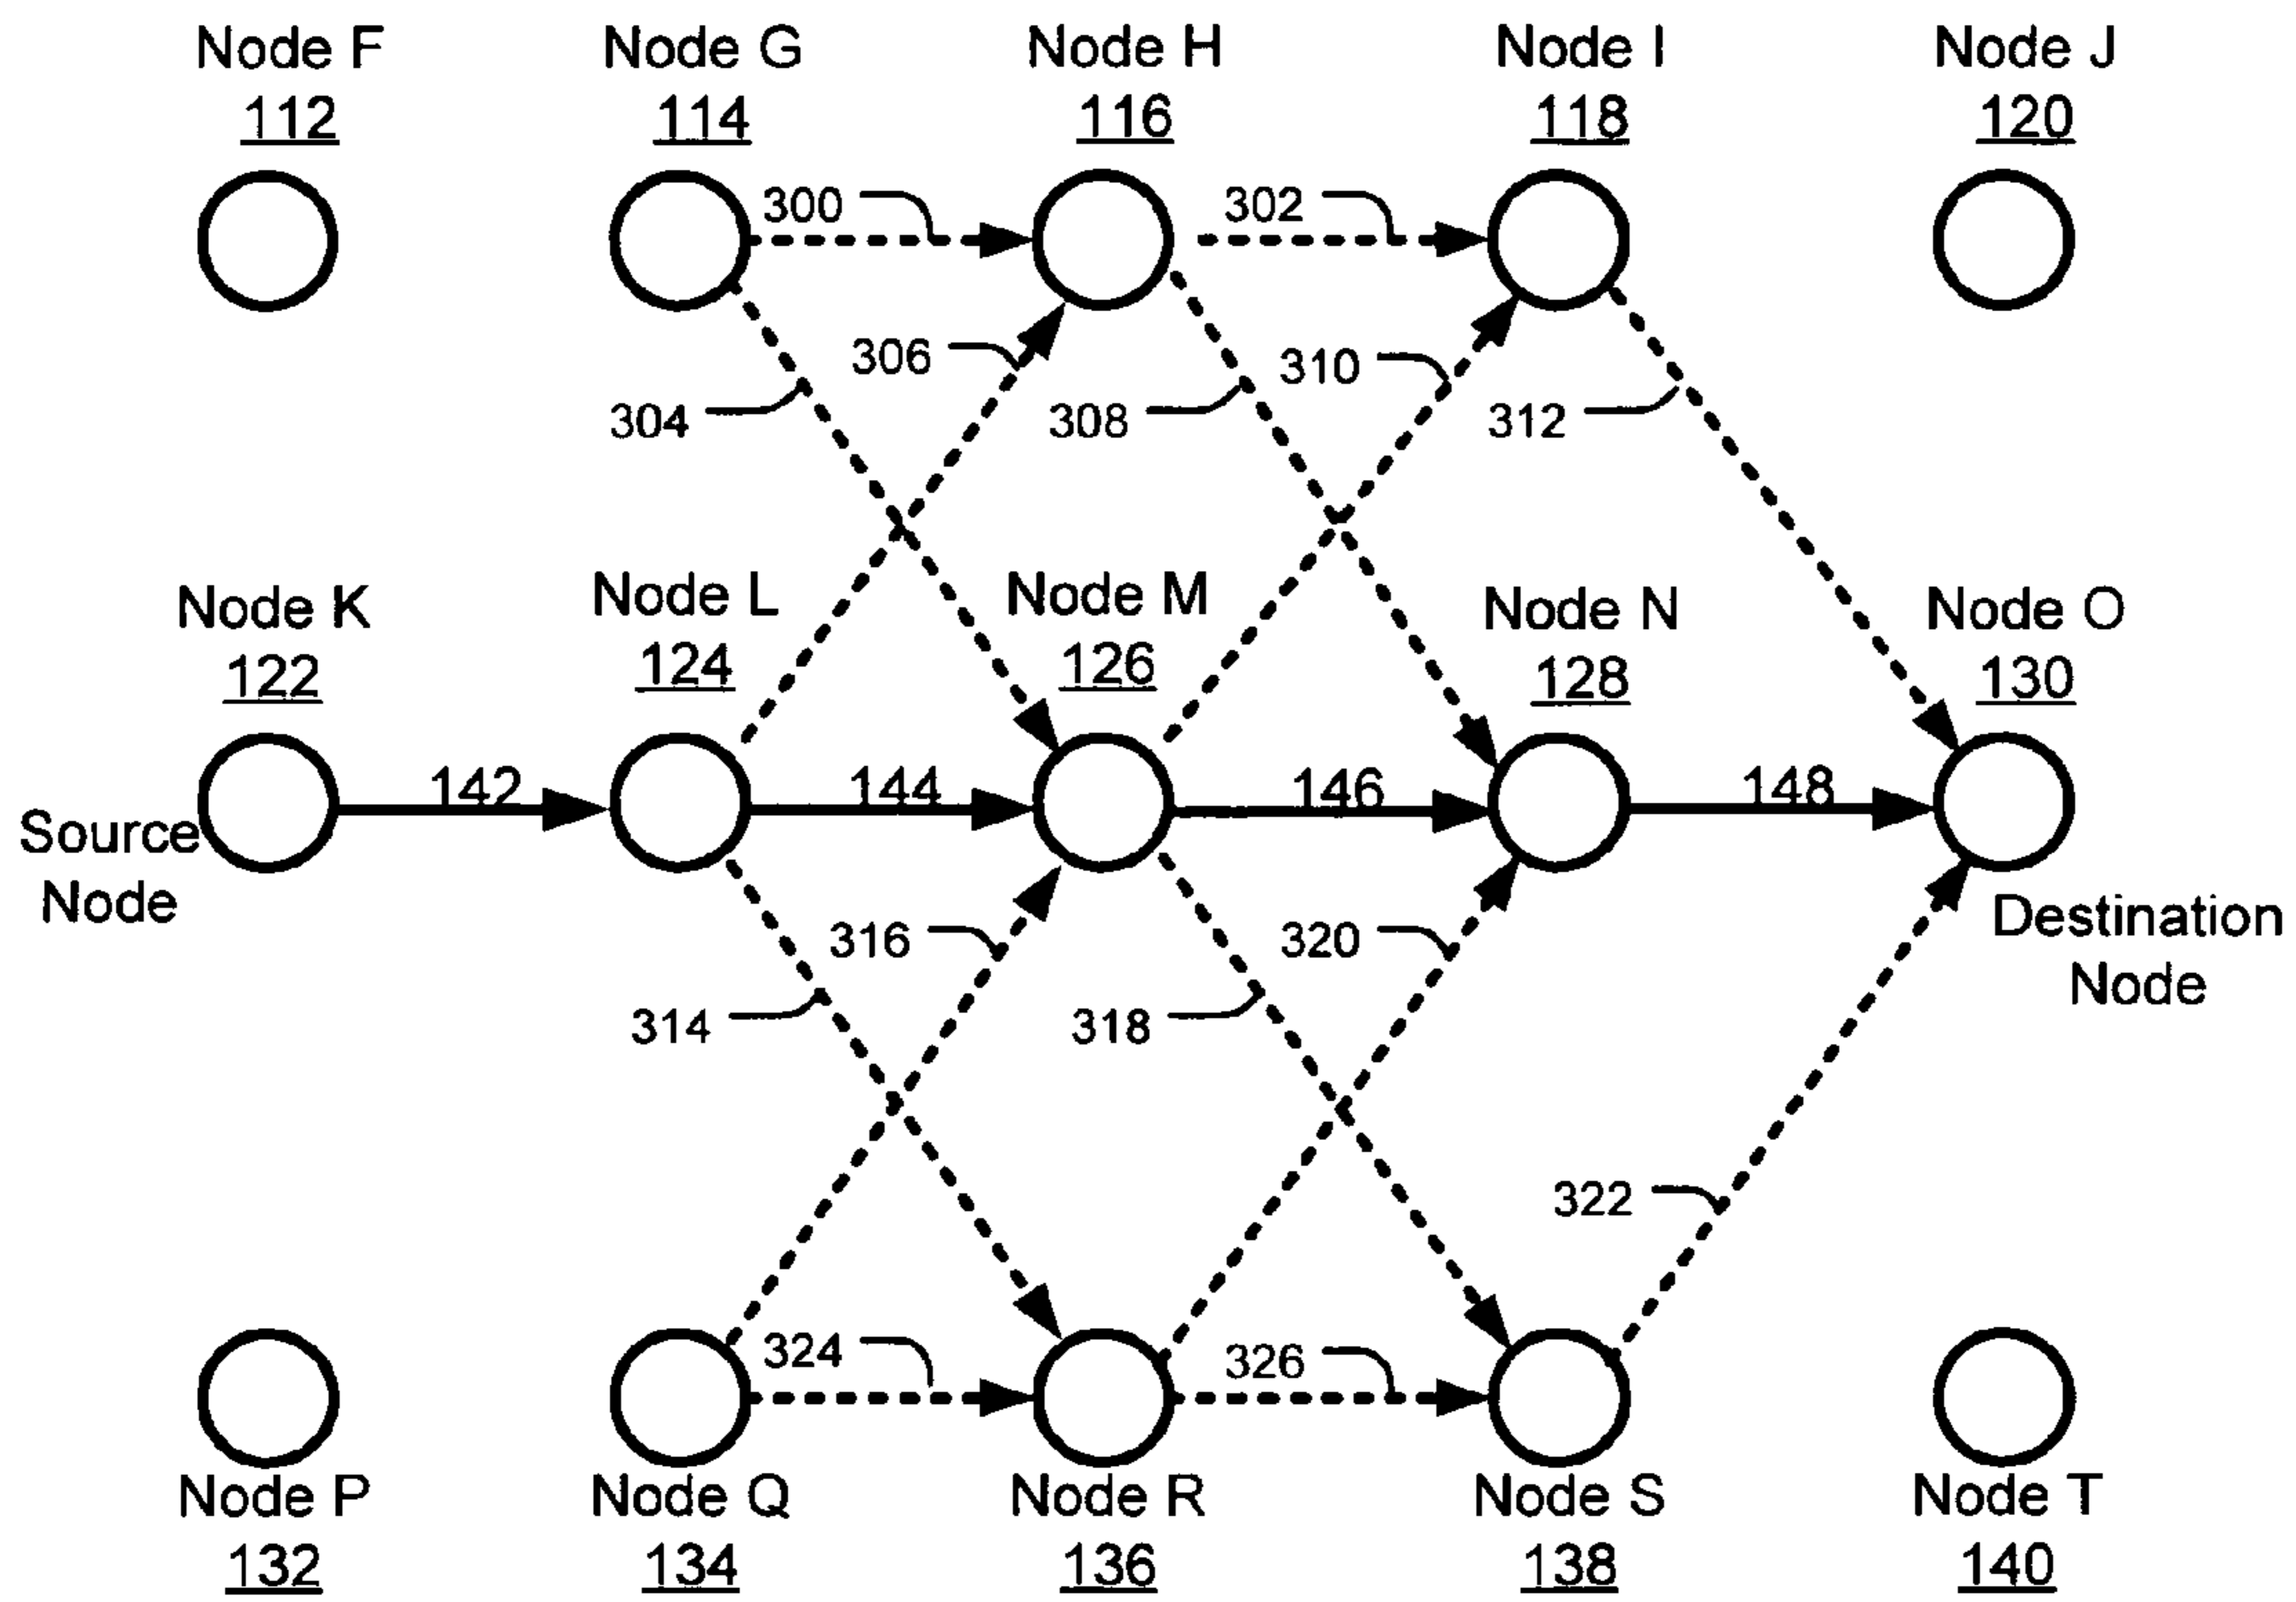 Node F
Node G
Node H
Node I
Node J
112
114
116
118
120
300
302
306
310
304
308
312
Node K
Node L
Node M
Node N
Node O
122
124
126
128
130
142
144
146
148
Source
Node
Destination
Node
316
320
314
318
322
324
326
Node P
Node Q
Node R
Node S
Node T
132
134
136
138
140